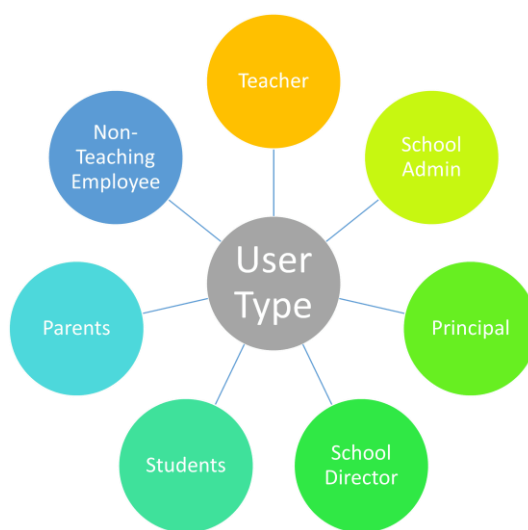 Teacher
School
Admin
Principal
School
Director
Students
Parents
Non-
Teaching
Employee
User
Type